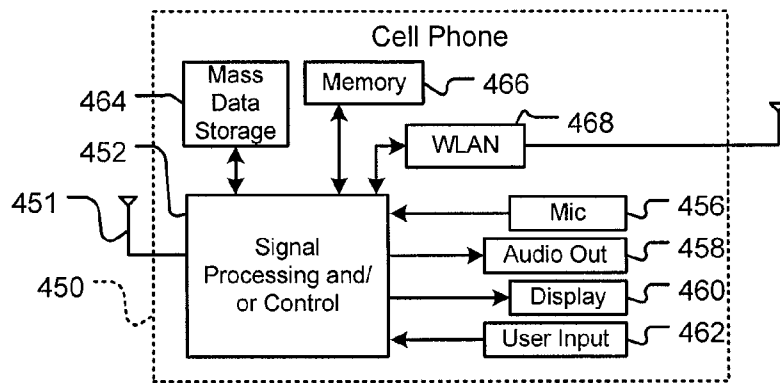 Cell Phone
Mass
Data
Storage
464
Memory
466
WLAN
468
452
451
450
Signal
Processing and/
or Control
Mic
456
Audio Out
458
Display
460
User Input
462